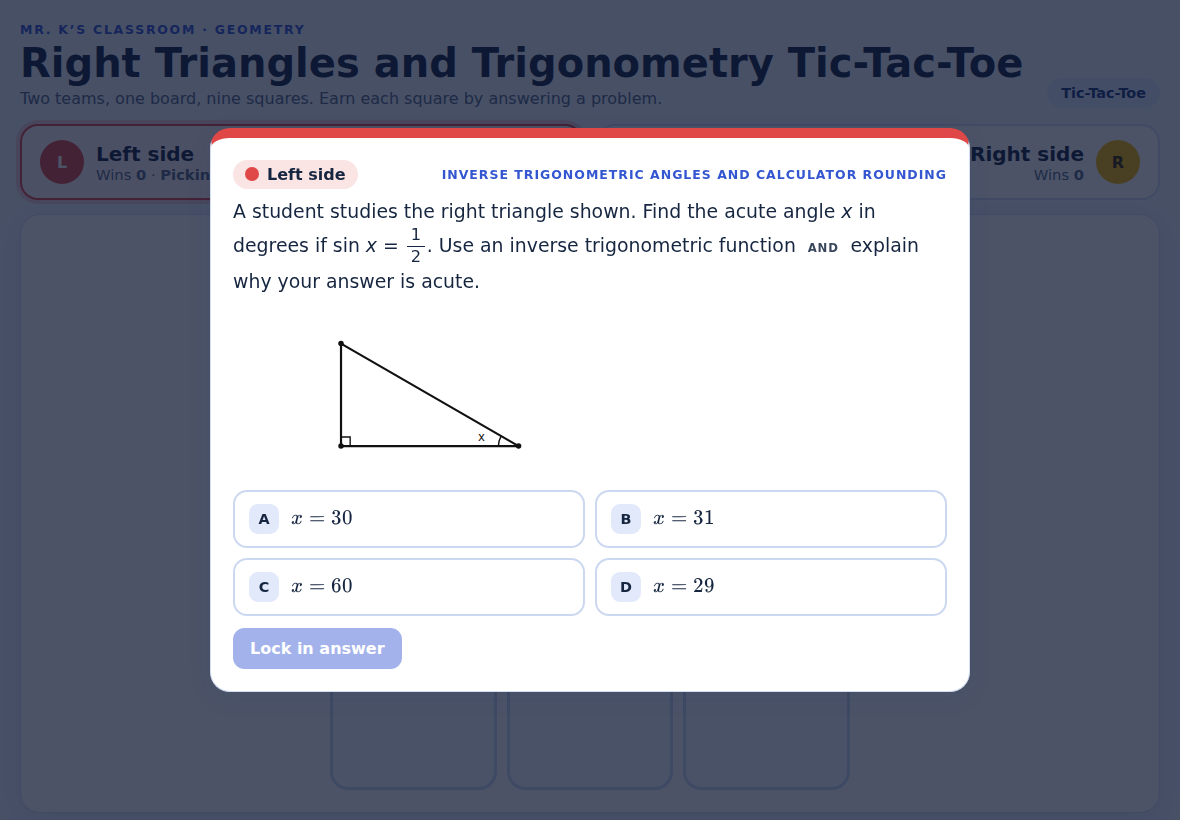 MR. K’S CLASSROOM · GEOMETRY
Right Triangles and Trigonometry Tic-Tac-Toe
Two teams, one board, nine squares. Earn each square by answering a problem.
Tic-Tac-Toe
L
Left side
Wins 0 · Pickin
Right side
Wins 0
R
Left side
INVERSE TRIGONOMETRIC ANGLES AND CALCULATOR ROUNDING
A student studies the right triangle shown. Find the acute angle x in
degrees if sin x = 1/2. Use an inverse trigonometric function AND explain
why your answer is acute.
x
A x = 30
B x = 31
C x = 60
D x = 29
Lock in answer